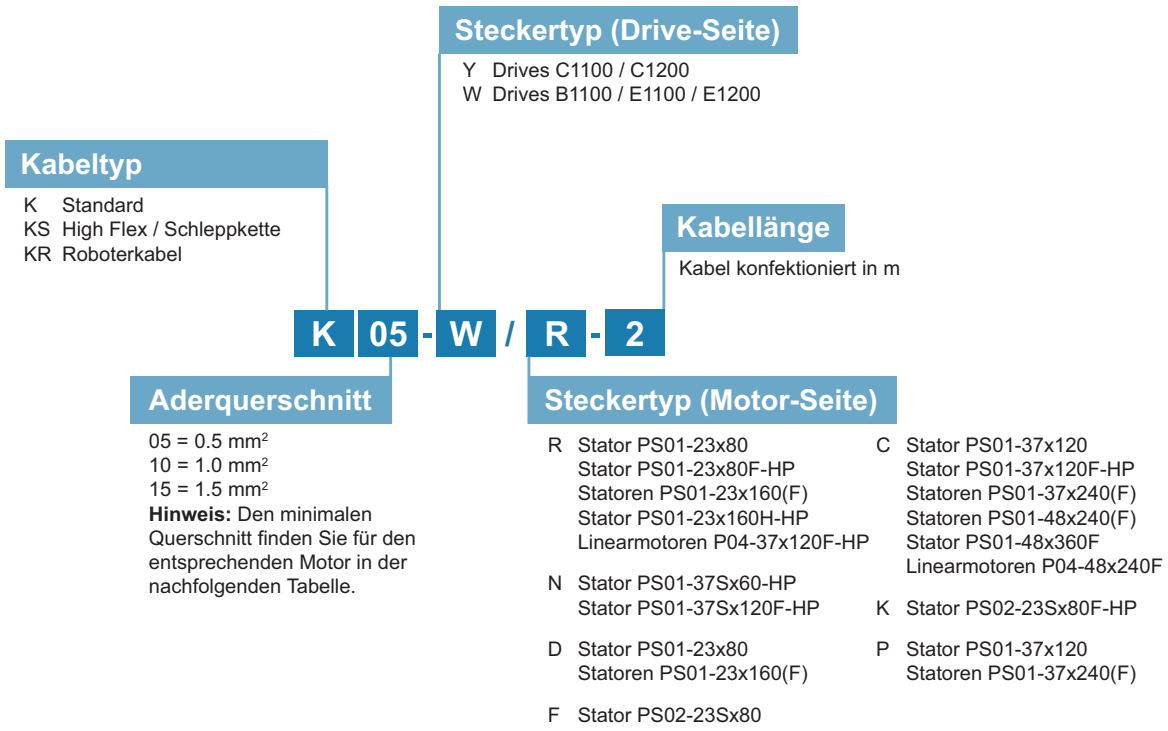 Steckertyp (Drive-Seite)
Y Drives C1100 / C1200
W Drives B1100 / E1100 / E1200
Kabeltyp
K Standard
KS High Flex / Schleppkette
KR Roboterkabel
Kabellänge
Kabel konfektioniert in m
K 05 - W / R - 2
Aderquerschnitt
05 = 0.5 mm²
10 = 1.0 mm²
15 = 1.5 mm²
Hinweis: Den minimalen
Querschnitt finden Sie für den
entsprechenden Motor in der
nachfolgenden Tabelle.
Steckertyp (Motor-Seite)
R Stator PS01-23x80
Stator PS01-23x80F-HP
Statoren PS01-23x160(F)
Stator PS01-23x160H-HP
Linearmotoren P04-37x120F-HP
N Stator PS01-37Sx60-HP
Stator PS01-37Sx120F-HP
D Stator PS01-23x80
Statoren PS01-23x160(F)
F Stator PS02-23Sx80
C Stator PS01-37x120
Stator PS01-37x120F-HP
Statoren PS01-37x240(F)
Statoren PS01-48x240(F)
Stator PS01-48x360F
Linearmotoren P04-48x240F
K Stator PS02-23Sx80F-HP
P Stator PS01-37x120
Statoren PS01-37x240(F)